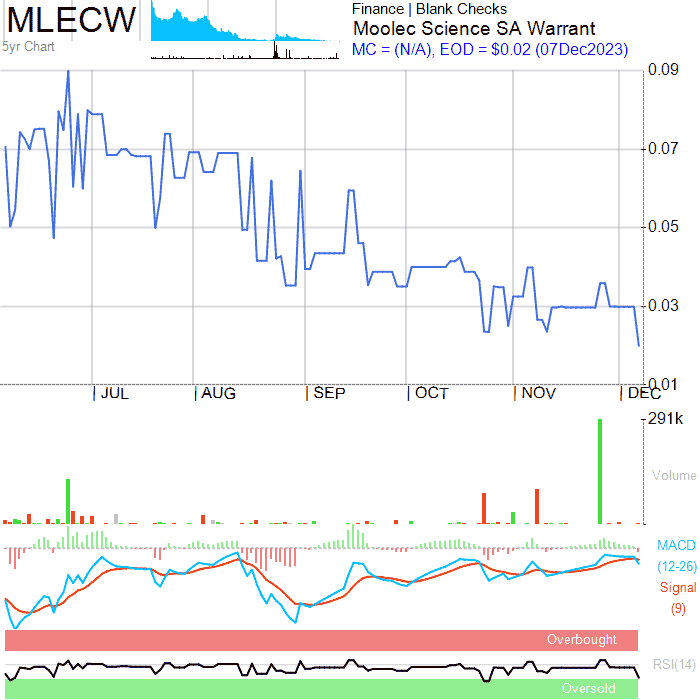 MLECW
5yr Chart
Finance | Blank Checks
Moolec Science SA Warrant
MC = (N/A), EOD = $0.02 (07Dec2023)
0.09
0.07
0.05
0.03
0.01
JUL AUG SEP OCT NOV DEC
291k
Volume
MACD
(12-26)
Signal
(9)
Overbought
RSI(14)
Oversold